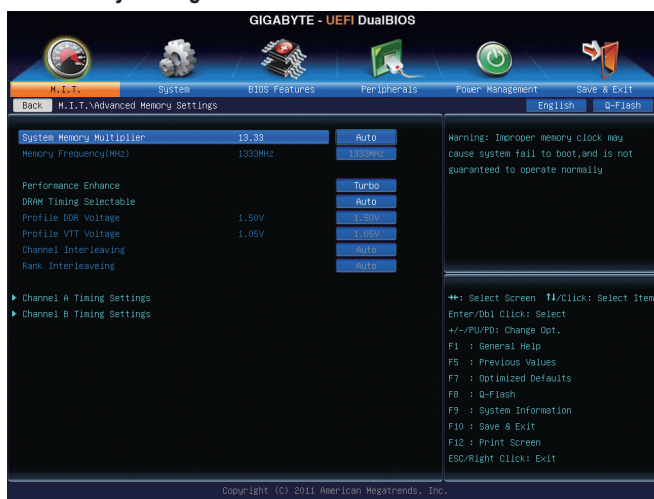 GIGABYTE - UEFI DualBIOS
M.I.T.
System
BIOS Features
Peripherals
Power Management
Save & Exit
Back
M.I.T.\Advanced Memory Settings
English
Q-Flash
System Memory Multiplier 13.33 Auto
Memory Frequency(MHz) 1333MHz 1333MHz
Performance Enhance Turbo
DRAM Timing Selectable Auto
Profile DDR Voltage 1.50V 1.50V
Profile VTT Voltage 1.05V 1.05V
Channel Interleaving Auto
Rank Interleaveing Auto
Channel A Timing Settings
Channel B Timing Settings
Warning: Improper memory clock may
cause system fail to boot,and is not
guaranteed to operate normally
→←: Select Screen ↑↓/Click: Select Item
Enter/Dbl Click: Select
+/-/PU/PD: Change Opt.
F1 : General Help
F5 : Previous Values
F7 : Optimized Defaults
F8 : Q-Flash
F9 : System Information
F10 : Save & Exit
F12 : Print Screen
ESC/Right Click: Exit
Copyright (C) 2011 American Megatrends, Inc.